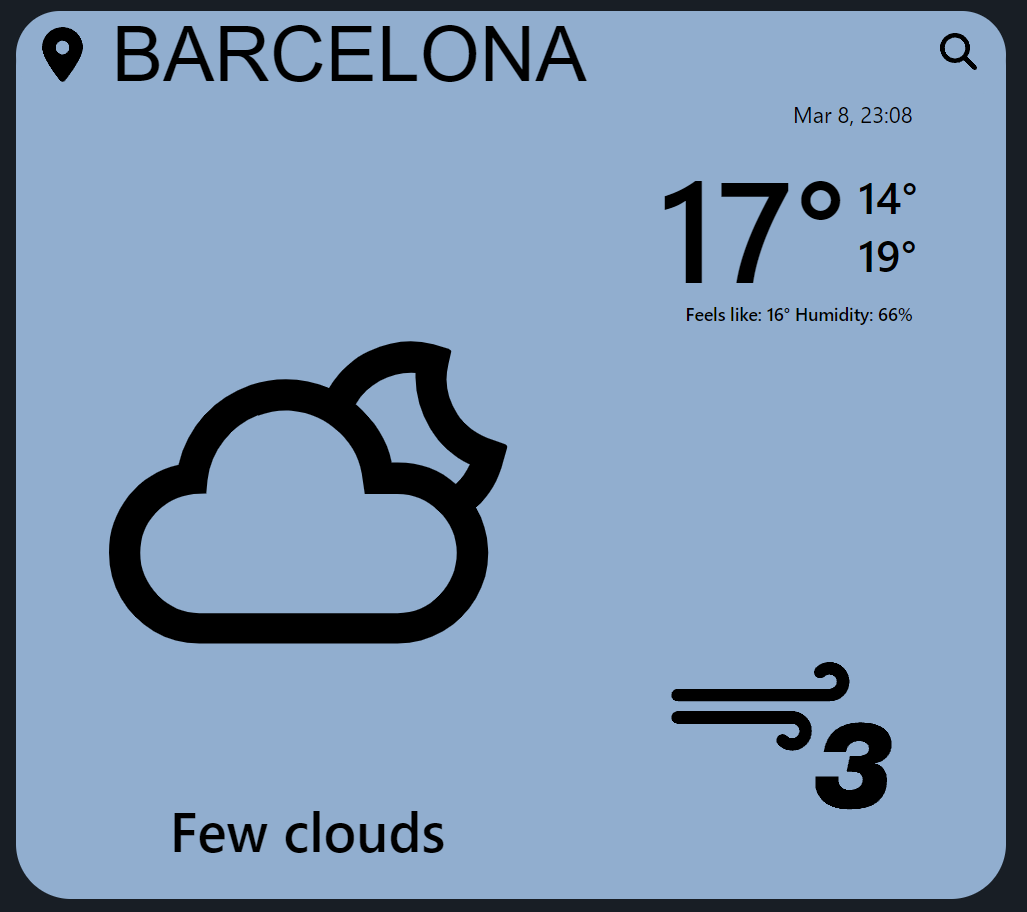 BARCELONA
Mar 8, 23:08
17° 14°
19°
Feels like: 16° Humidity: 66%
3
Few clouds